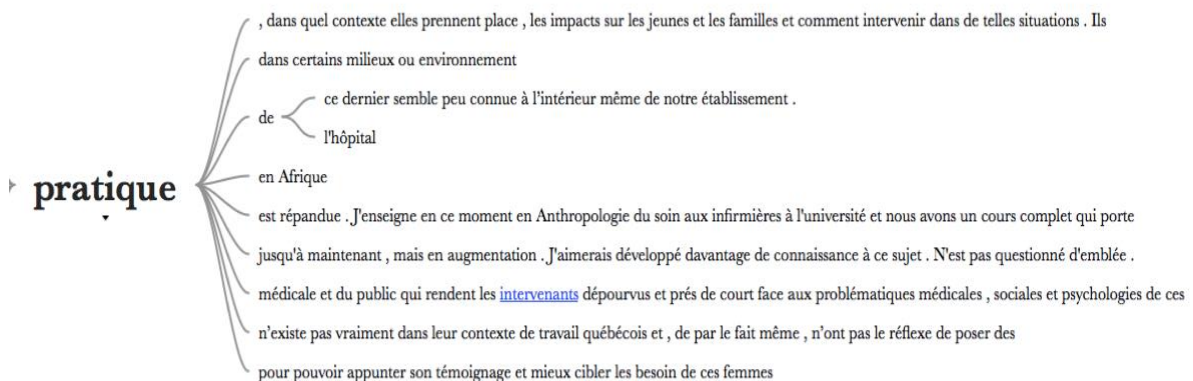 , dans quel contexte elles prennent place , les impacts sur les jeunes et les familles et comment intervenir dans de telles situations . Ils
dans certains milieux ou environnement
ce dernier semble peu connue à l'intérieur même de notre établissement .
de
l'hôpital
en Afrique
pratique
est répandue . J'enseigne en ce moment en Anthropologie du soin aux infirmières à l'université et nous avons un cours complet qui porte
jusqu'à maintenant , mais en augmentation . J'aimerais développé davantage de connaissance à ce sujet . N'est pas questionné d'emblée .
médicale et du public qui rendent les intervenants dépourvus et prés de court face aux problématiques médicales , sociales et psychologies de ces
n'existe pas vraiment dans leur contexte de travail québécois et , de par le fait même , n'ont pas le réflexe de poser des
pour pouvoir appunter son témoignage et mieux cibler les besoin de ces femmes